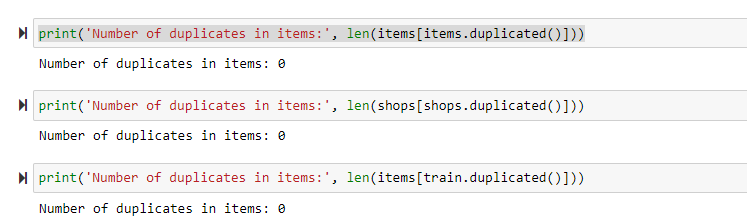 print('Number of duplicates in items:', len(items[items.duplicated()]))
Number of duplicates in items: 0
print('Number of duplicates in items:', len(shops[shops.duplicated()]))
Number of duplicates in items: 0
print('Number of duplicates in items:', len(items[train.duplicated()]))
Number of duplicates in items: 0